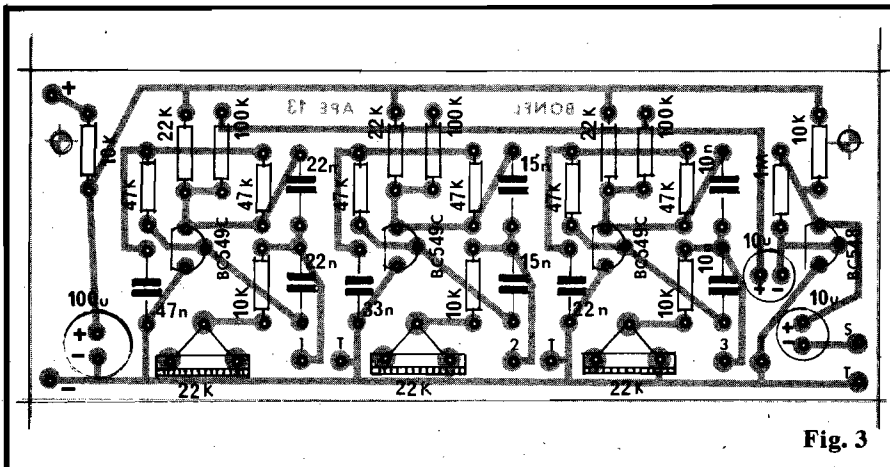 +
BONEL APE 13
22K 100K 22K 100K 22K 100K 10K
10K
22n 15n 10n 1M
47K 47K 47K 47K 47K 47K
BC549C BC549C BC549C BC548
22n 15n 10n 10u
10K 10K 10K
100u 47n 33n 22n 10u
+ - + - + -
1 T 2 T 3 S
- T
22K 22K 22K
Fig. 3